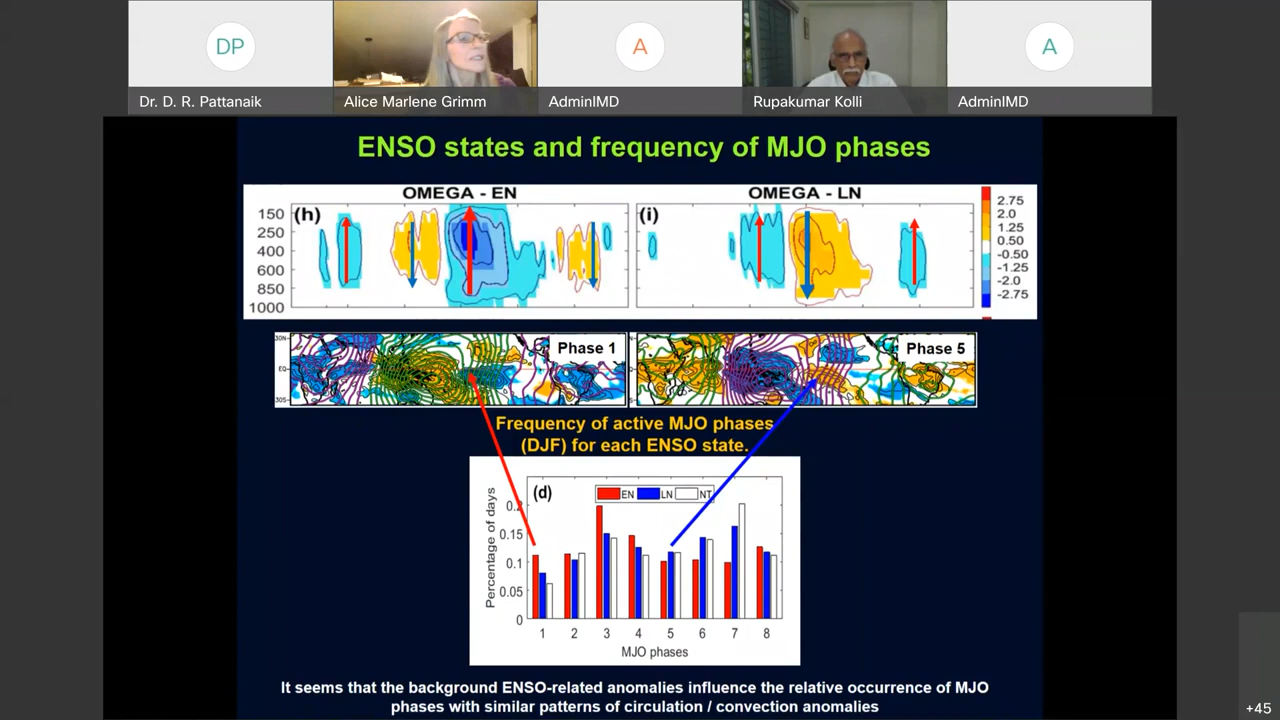 DP
A
A
Dr. D. R. Pattanaik
Alice Marlene Grimm
AdminIMD
Rupakumar Kolli
AdminIMD
ENSO states and frequency of MJO phases
OMEGA - EN
OMEGA - LN
(h)
(i)
150
250
400
600
850
1000
2.75
2.0
1.25
0.50
-0.50
-1.25
-2.0
-2.75
30N
EQ
30S
Phase 1
Phase 5
Frequency of active MJO phases
(DJF) for each ENSO state.
(d)
EN LN NT
Percentage of days
0.2
0.15
0.1
0.05
0
1 2 3 4 5 6 7 8
MJO phases
It seems that the background ENSO-related anomalies influence the relative occurrence of MJO
phases with similar patterns of circulation / convection anomalies
+45